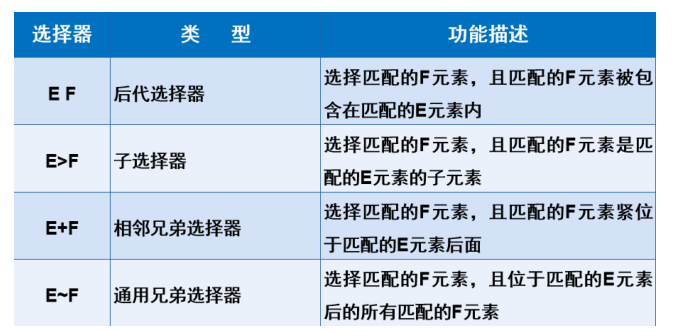 选择器 类 型 功能描述
E F 后代选择器 选择匹配的F元素，且匹配的F元素被包
含在匹配的E元素内
E>F 子选择器 选择匹配的F元素，且匹配的F元素是匹
配的E元素的子元素
E+F 相邻兄弟选择器 选择匹配的F元素，且匹配的F元素紧位
于匹配的E元素后面
E~F 通用兄弟选择器 选择匹配的F元素，且位于匹配的E元素
后的所有匹配的F元素